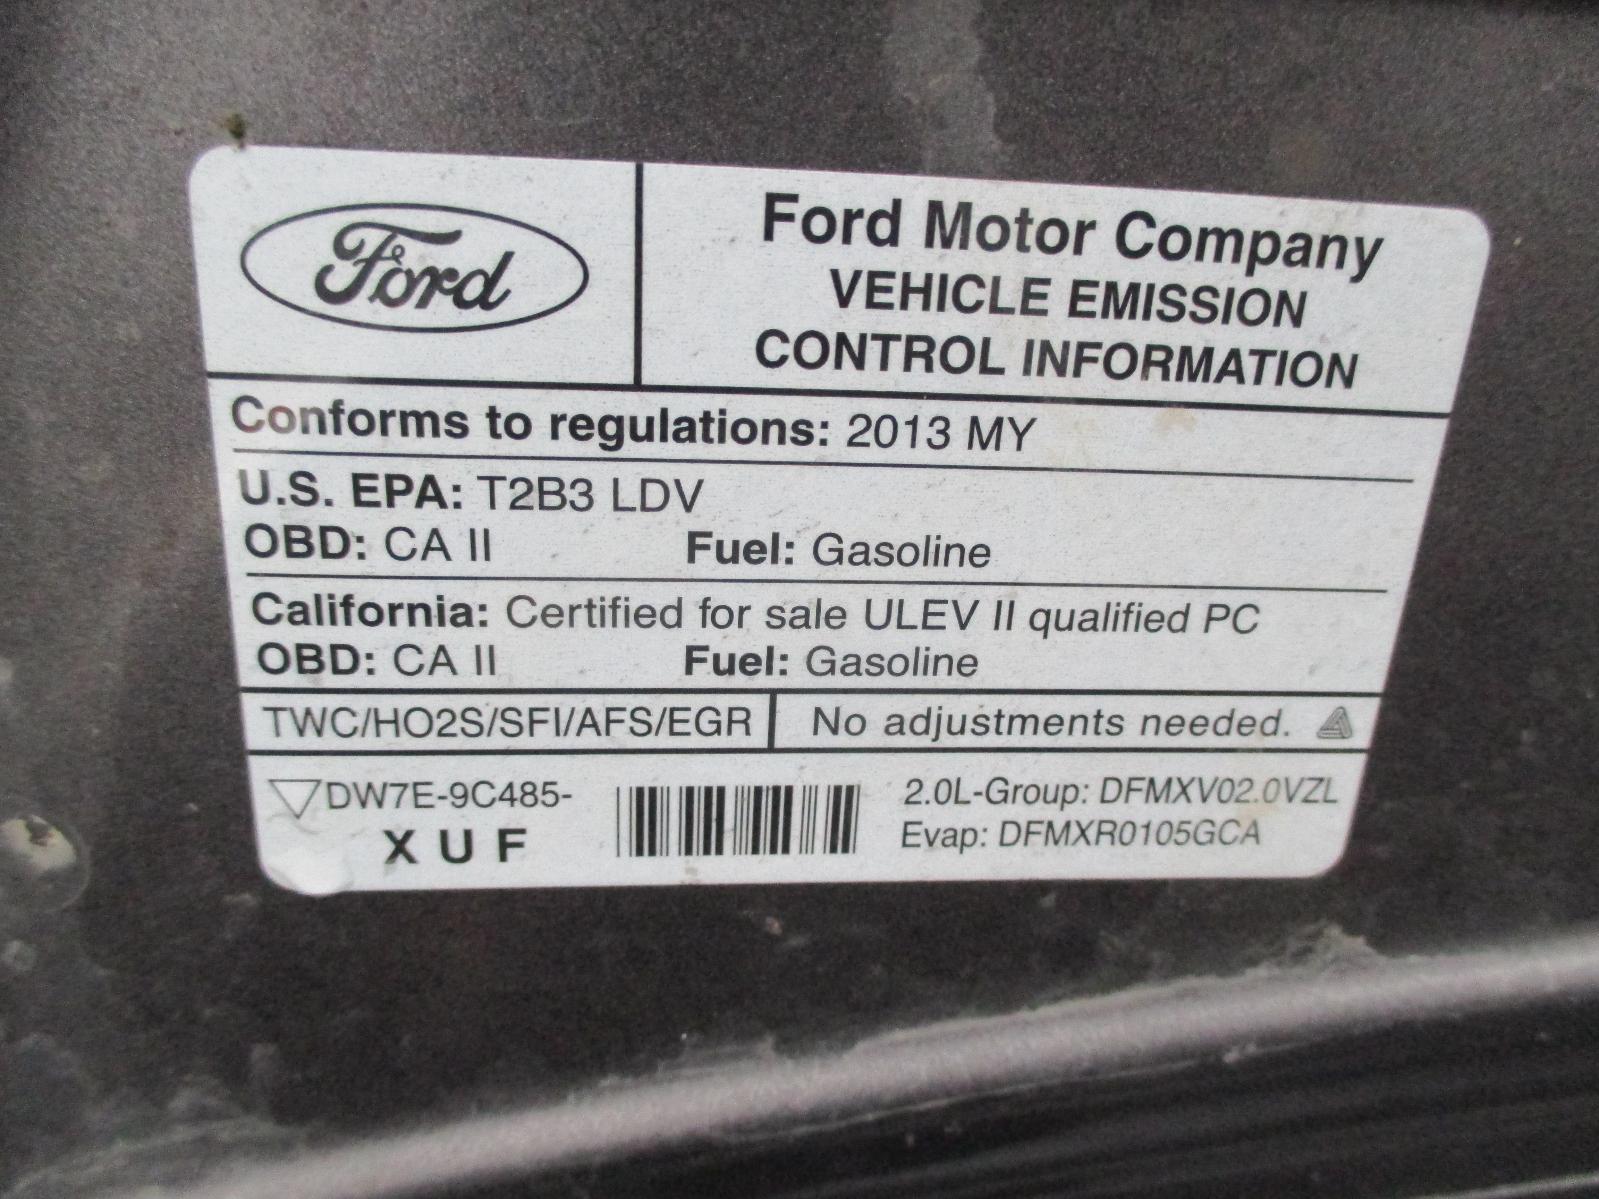 Ford
Ford Motor Company
VEHICLE EMISSION
CONTROL INFORMATION
Conforms to regulations: 2013 MY
U.S. EPA: T2B3 LDV
OBD: CA II Fuel: Gasoline
California: Certified for sale ULEV II qualified PC
OBD: CA II Fuel: Gasoline
TWC/HO2S/SFI/AFS/EGR No adjustments needed.
DW7E-9C485-
X U F
2.0L-Group: DFMXV02.0VZL
Evap: DFMXR0105GCA